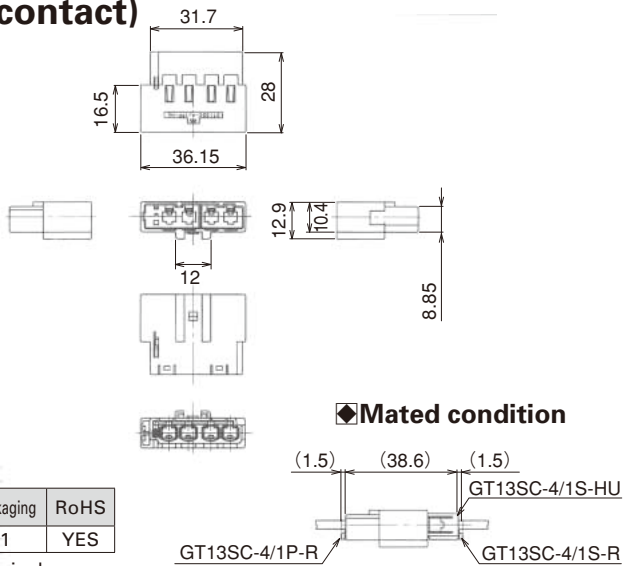 contact)
31.7
16.5
28
36.15
12.9
10.4
12
8.85
◆Mated condition
(1.5) (38.6) (1.5)
GT13SC-4/1S-HU
GT13SC-4/1P-R
GT13SC-4/1S-R
RoHS
1 YES